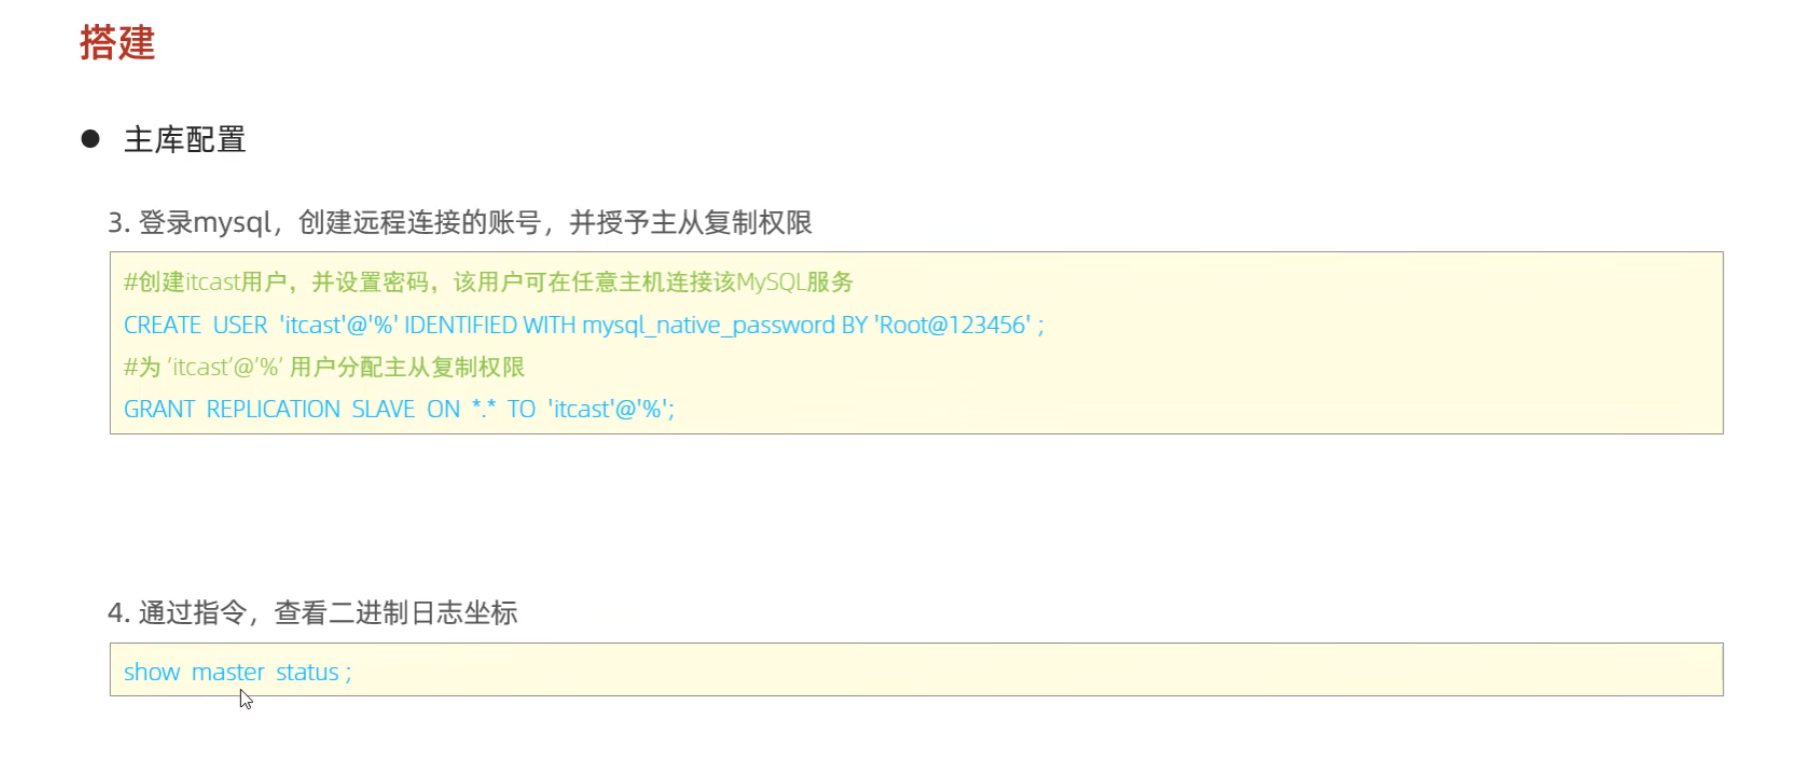 搭建
● 主库配置
3. 登录mysql，创建远程连接的账号，并授予主从复制权限
#创建itcast用户，并设置密码，该用户可在任意主机连接该MySQL服务
CREATE USER 'itcast'@'%' IDENTIFIED WITH mysql_native_password BY 'Root@123456' ;
#为 'itcast'@'%' 用户分配主从复制权限
GRANT REPLICATION SLAVE ON *.* TO 'itcast'@'%';
4. 通过指令，查看二进制日志坐标
show master status ;